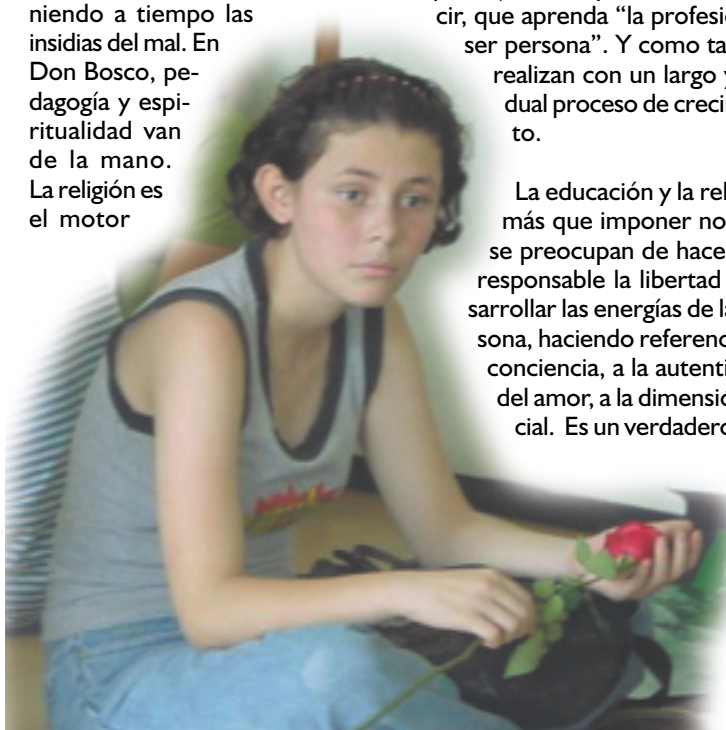 niendo a tiempo las
insidias del mal. En
Don Bosco, pe-
dagogía y espi-
ritualidad van
de la mano.
La religión es
el motor
cir, que aprenda “la profesi
ser persona”. Y como ta
realizan con un largo y
dual proceso de creci
to.
La educación y la rel
más que imponer no
se preocupan de hace
responsable la libertad
sarrollar las energías de la
sona, haciendo referenc
conciencia, a la autenti
del amor, a la dimensió
cial. Es un verdadero